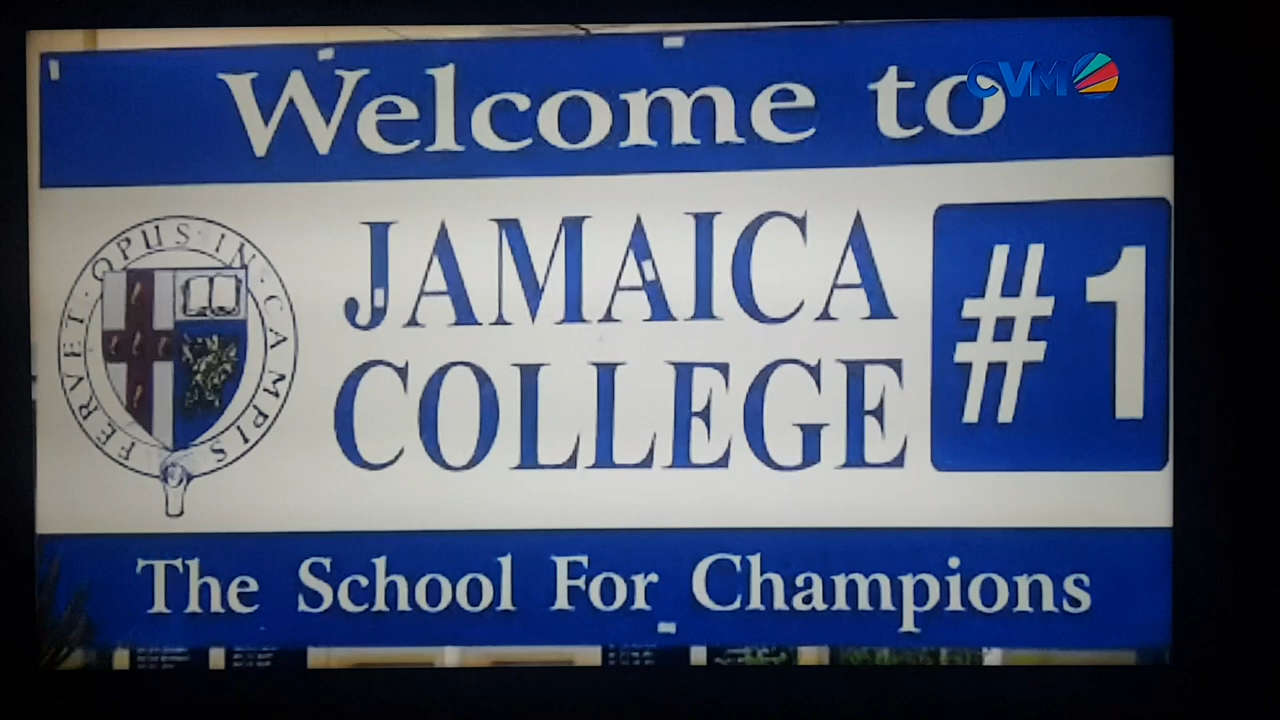 Welcome to
CVM
FERVET · OPUS · IN · CAMPIS
JAMAICA
COLLEGE
#1
The School For Champions